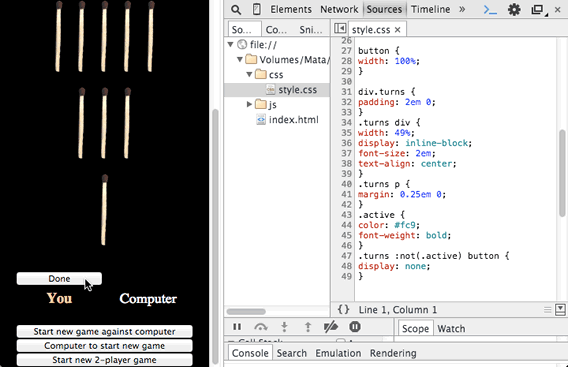 Elements Network Sources Timeline »
So... Co... Sni...
style.css ×
file://
Volumes/Mata/
css
style.css
js
index.html
26
27 button {
28 width: 100%;
29 }
30
31 div.turns {
32 padding: 2em 0;
33 }
34 .turns div {
35 width: 49%;
36 display: inline-block;
37 font-size: 2em;
38 text-align: center;
39 }
40 .turns p {
41 margin: 0.25em 0;
42 }
43 .active {
44 color: #fc9;
45 font-weight: bold;
46 }
47 .turns :not(.active) button {
48 display: none;
49 }
{} Line 1, Column 1
Scope Watch
Console Search Emulation Rendering
Done
You Computer
Start new game against computer
Computer to start new game
Start new 2-player game